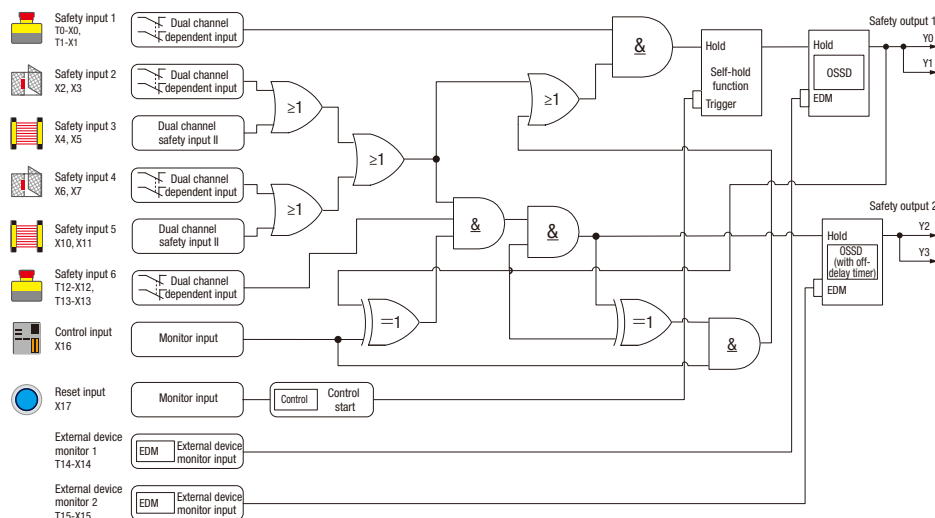 Safety input 1
T0-X0,
T1-X1
Dual channel
dependent input
Safety input 2
X2, X3
Dual channel
dependent input
Safety input 3
X4, X5
Dual channel
safety input II
Safety input 4
X6, X7
Dual channel
dependent input
Safety input 5
X10, X11
Dual channel
safety input II
Safety input 6
T12-X12,
T13-X13
Dual channel
dependent input
Control input
X16
Monitor input
Reset input
X17
Monitor input
Control
Control
start
External device
monitor 1
T14-X14
EDM
External device
monitor input
External device
monitor 2
T15-X15
EDM
External device
monitor input
≥1
≥1
≥1
&
&
=1
≥1
&
=1
&
Hold
Self-hold
function
Trigger
Safety output 1
Hold
OSSD
EDM
Y0
Y1
Safety output 2
Hold
OSSD
(with off-
delay timer)
EDM
Y2
Y3